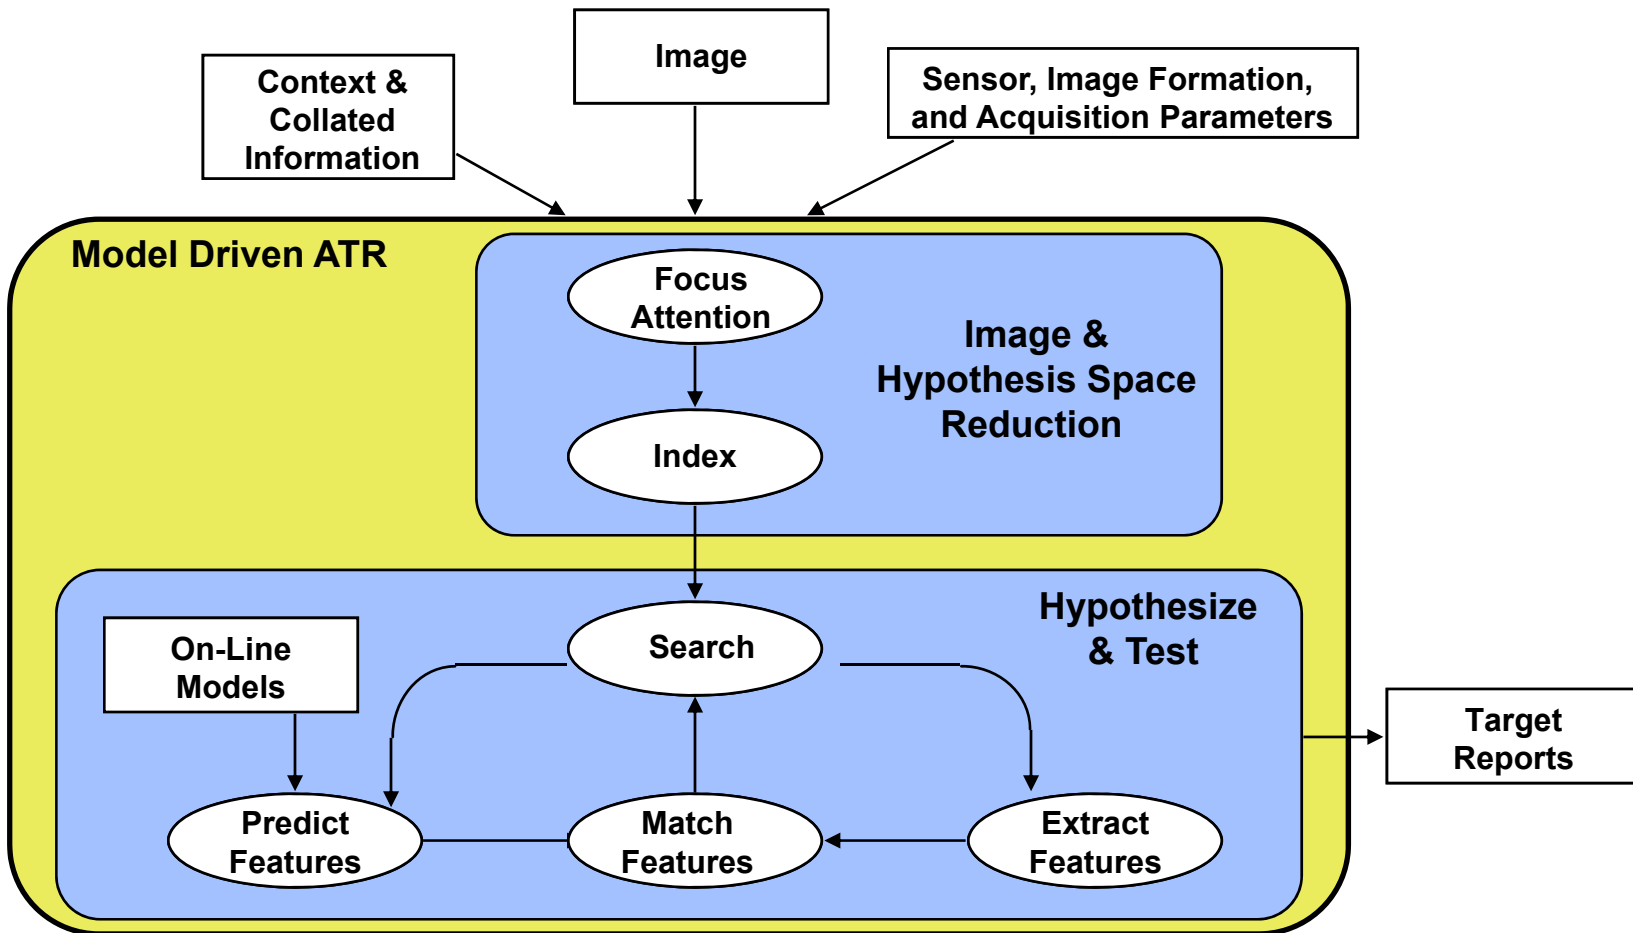 Image
Context &
Collated
Information
Sensor, Image Formation,
and Acquisition Parameters
Model Driven ATR
Focus
Attention
Image &
Hypothesis Space
Reduction
Index
Hypothesize
& Test
Search
On-Line
Models
Target
Reports
Predict
Features
Match
Features
Extract
Features